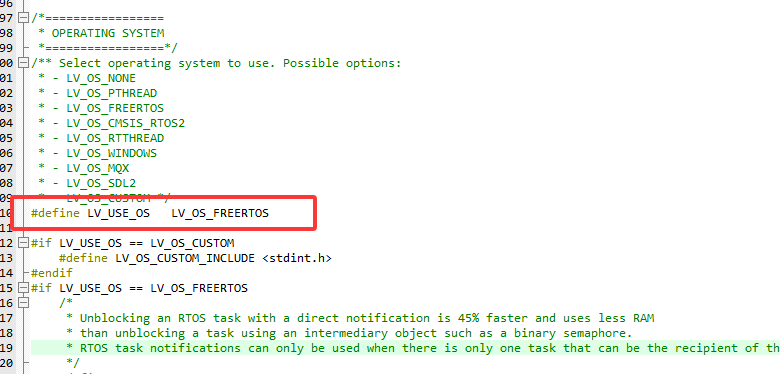 96
97 /*=================
98  * OPERATING SYSTEM
99  *=================*/
00 /** Select operating system to use. Possible options:
01  * - LV_OS_NONE
02  * - LV_OS_PTHREAD
03  * - LV_OS_FREERTOS
04  * - LV_OS_CMSIS_RTOS2
05  * - LV_OS_RTTHREAD
06  * - LV_OS_WINDOWS
07  * - LV_OS_MQX
08  * - LV_OS_SDL2
09  * - LV_OS_CUSTOM */
10 #define LV_USE_OS   LV_OS_FREERTOS
11
12 #if LV_USE_OS == LV_OS_CUSTOM
13     #define LV_OS_CUSTOM_INCLUDE <stdint.h>
14 #endif
15 #if LV_USE_OS == LV_OS_FREERTOS
16     /*
17      * Unblocking an RTOS task with a direct notification is 45% faster and uses less RAM
18      * than unblocking a task using an intermediary object such as a binary semaphore.
19      * RTOS task notifications can only be used when there is only one task that can be the recipient of th
20      */